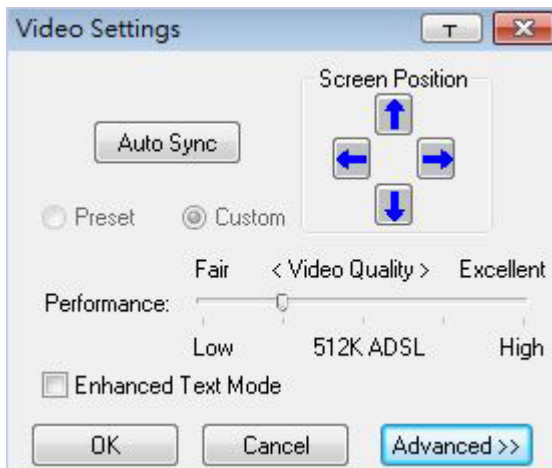 Video Settings
T
Screen Position
Auto Sync
Preset
Custom
Fair
< Video Quality >
Excellent
Performance:
Low
512K ADSL
High
Enhanced Text Mode
OK
Cancel
Advanced >>